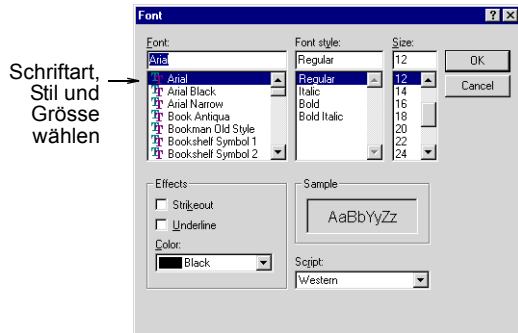 Font
Schriftart,
Stil und
Grösse
wählen
Font:
Arial
Arial
Arial Black
Arial Narrow
Book Antiqua
Bookman Old Style
Bookshelf Symbol 1
Bookshelf Symbol 2
Font style:
Regular
Regular
Italic
Bold
Bold Italic
Size:
12
12
14
16
18
20
22
24
OK
Cancel
Effects
Strikeout
Underline
Color:
Black
Sample
AaBbYyZz
Script:
Western